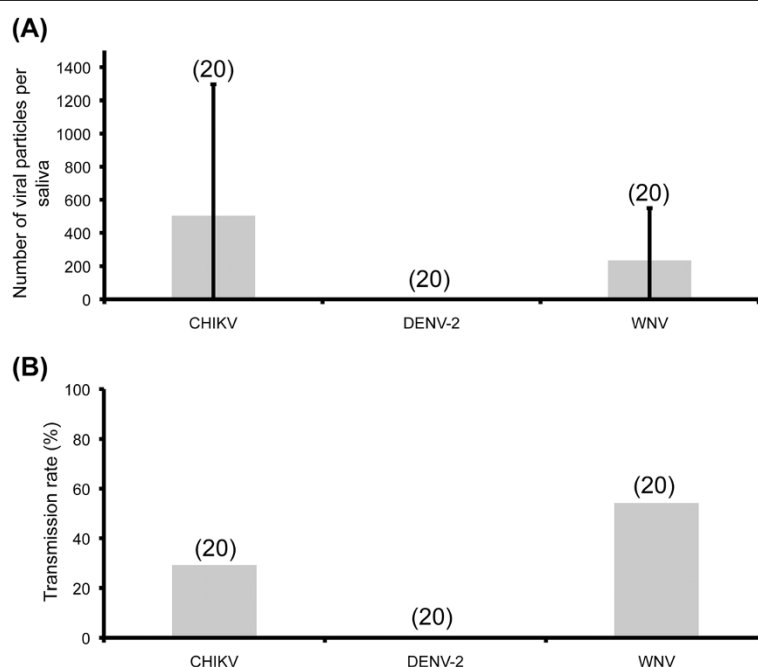 (A)
Number of viral particles per
saliva
1400
1200
1000
800
600
400
200
0
(20)
(20)
(20)
CHIKV
DENV-2
WNV
(B)
Transmission rate (%)
100
80
60
40
20
0
(20)
(20)
(20)
CHIKV
DENV-2
WNV